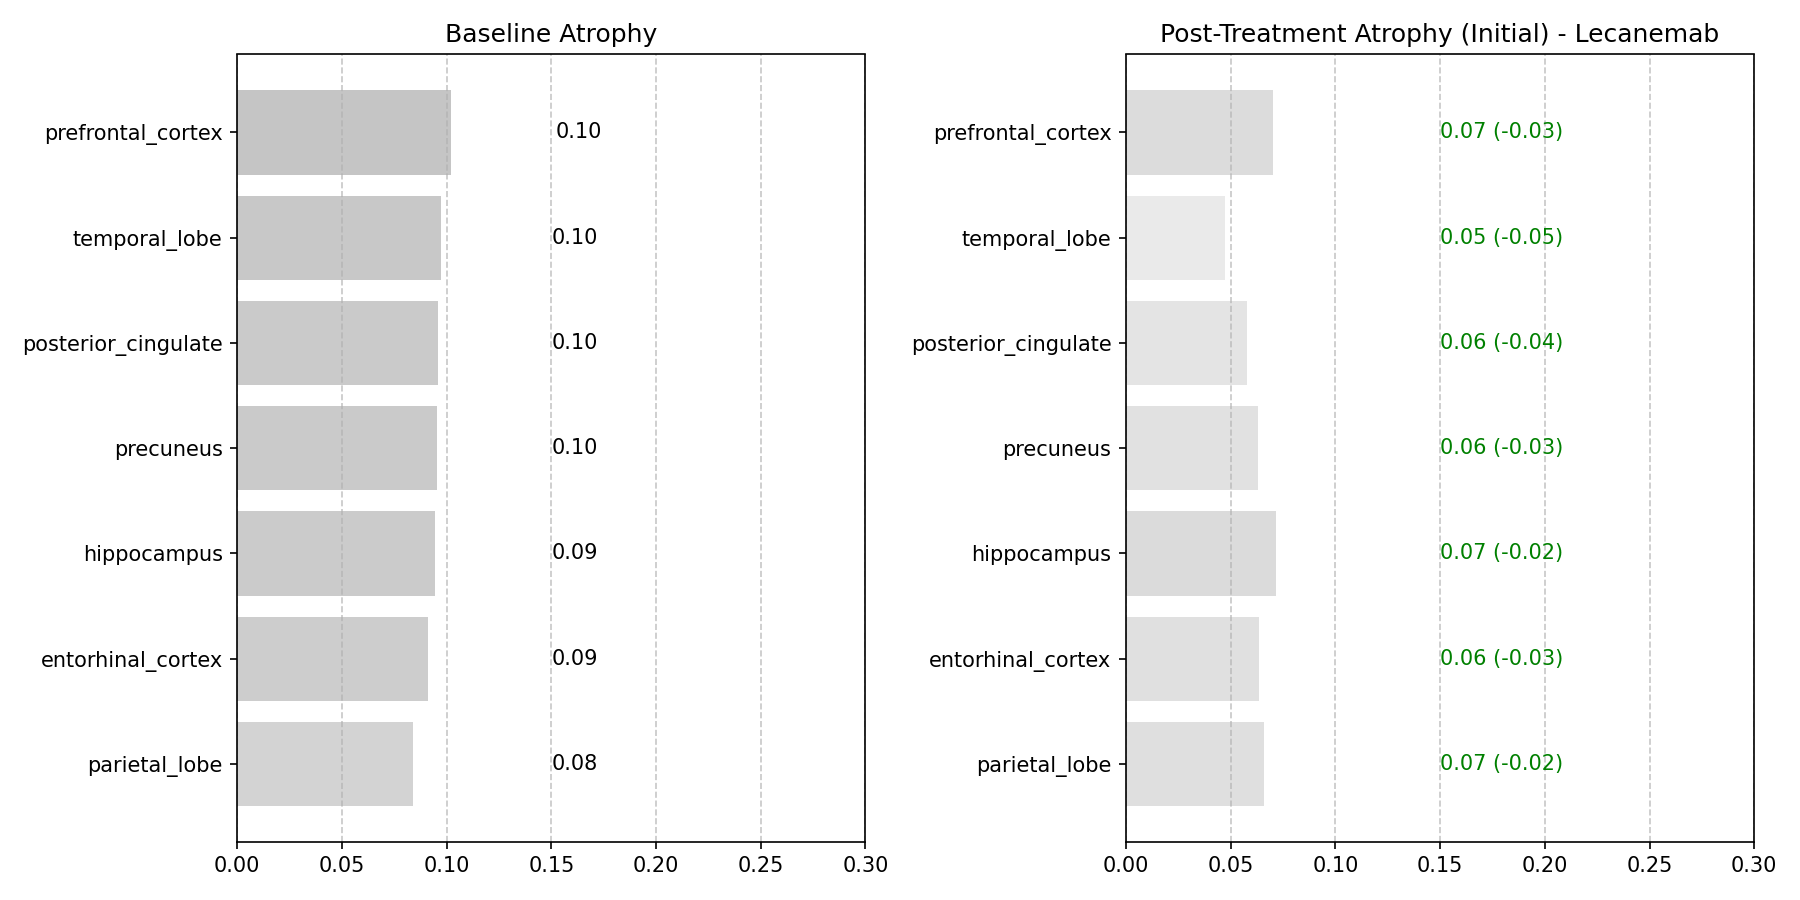 Baseline Atrophy
prefrontal_cortex
0.10
temporal_lobe
0.10
posterior_cingulate
0.10
precuneus
0.10
hippocampus
0.09
entorhinal_cortex
0.09
parietal_lobe
0.08
0.00 0.05 0.10 0.15 0.20 0.25 0.30
Post-Treatment Atrophy (Initial) - Lecanemab
prefrontal_cortex
0.07 (-0.03)
temporal_lobe
0.05 (-0.05)
posterior_cingulate
0.06 (-0.04)
precuneus
0.06 (-0.03)
hippocampus
0.07 (-0.02)
entorhinal_cortex
0.06 (-0.03)
parietal_lobe
0.07 (-0.02)
0.00 0.05 0.10 0.15 0.20 0.25 0.30